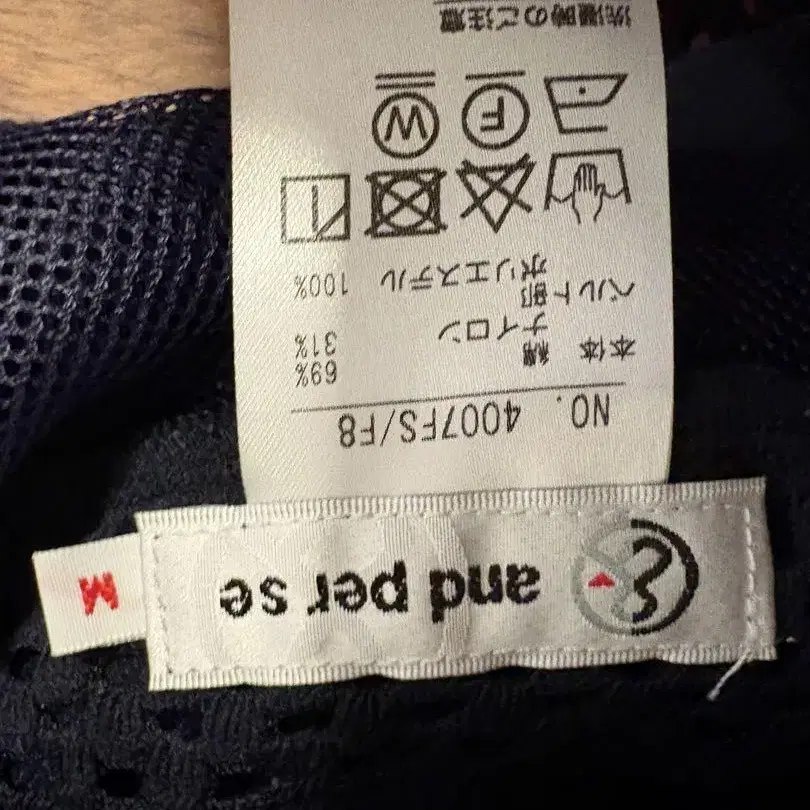 and per se
M
NO. 4007FS/F8
本体 綿 69%
ナイロン 31%
ベルト部 ポリエステル 100%
F W
洗濯時のご注意